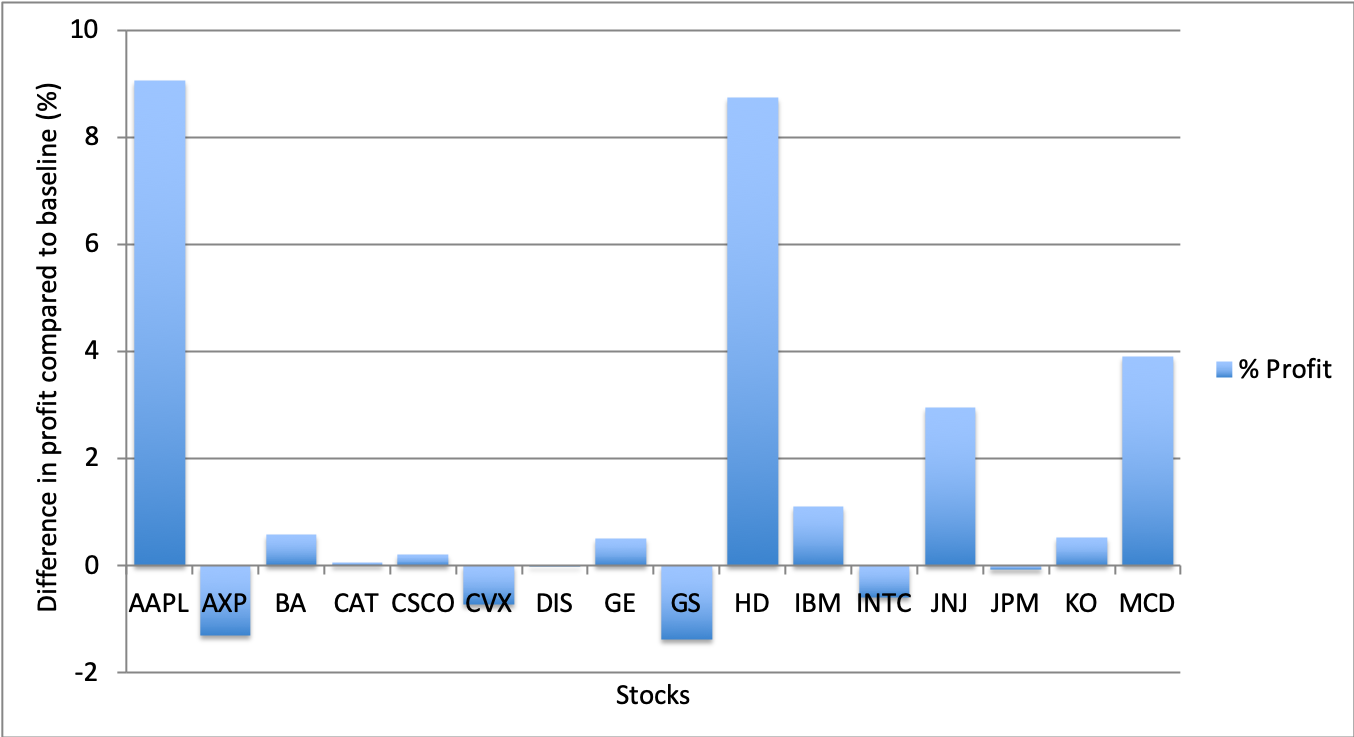 Difference in profit compared to baseline (%)
10
8
6
4
2
0
-2
AAPL AXP BA CAT CSCO CVX DIS GE GS HD IBM INTC JNJ JPM KO MCD
Stocks
% Profit